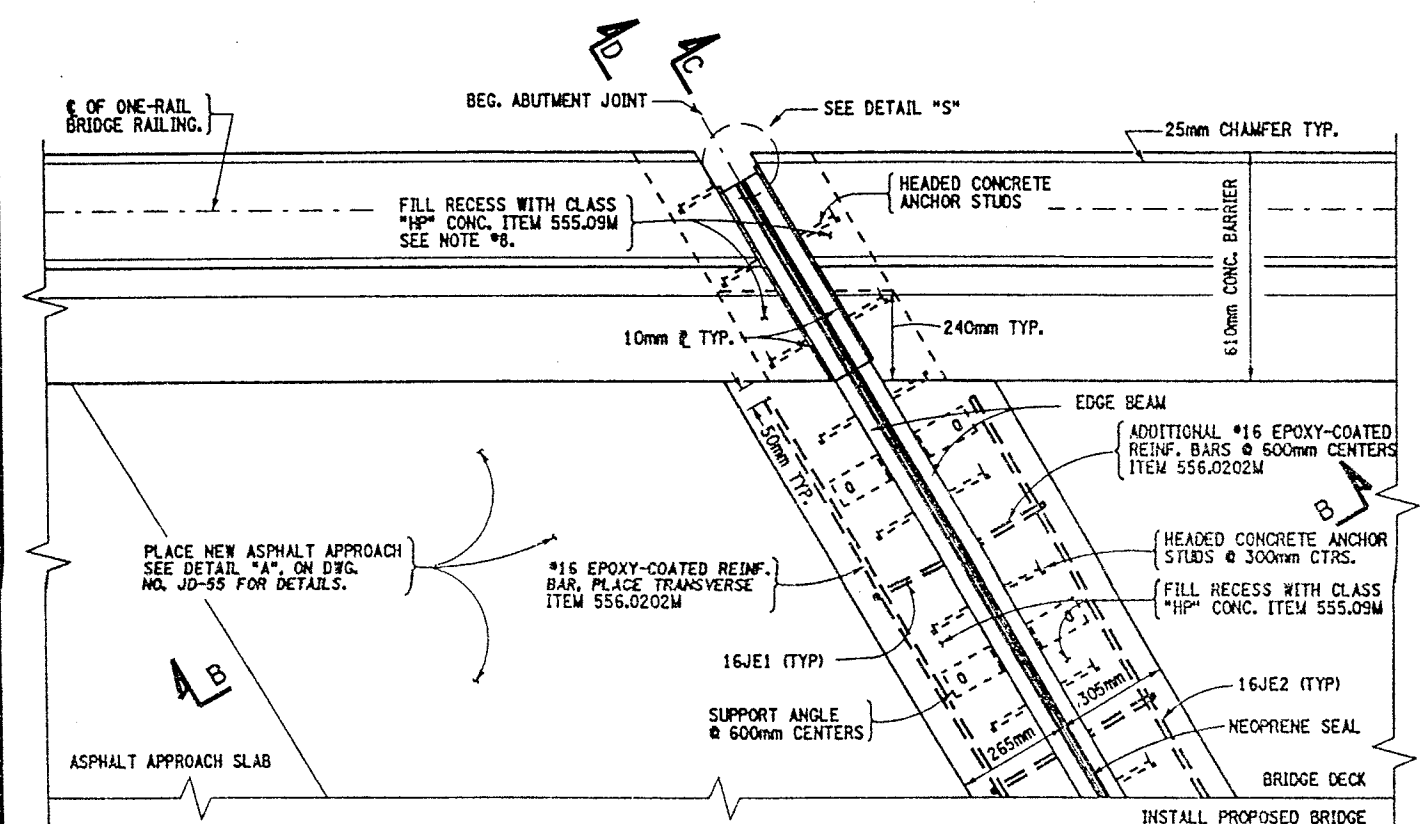 D
C
℄ OF ONE-RAIL
BRIDGE RAILING.
BEG. ABUTMENT JOINT
SEE DETAIL "S"
25mm CHAMFER TYP.
FILL RECESS WITH CLASS
"HP" CONC. ITEM 555.09M
SEE NOTE #8.
HEADED CONCRETE
ANCHOR STUDS
610mm CONC. BARRIER
10mm ⅊ TYP.
240mm TYP.
EDGE BEAM
50mm TYP.
ADDITIONAL #16 EPOXY-COATED
REINF. BARS @ 600mm CENTERS
ITEM 556.0202M
B
PLACE NEW ASPHALT APPROACH
SEE DETAIL "A". ON DWG.
NO. JD-55 FOR DETAILS.
#16 EPOXY-COATED REINF.
BAR, PLACE TRANSVERSE
ITEM 556.0202M
HEADED CONCRETE ANCHOR
STUDS @ 300mm CTRS.
FILL RECESS WITH CLASS
"HP" CONC. ITEM 555.09M
B
16JE1 (TYP)
305mm
16JE2 (TYP)
SUPPORT ANGLE
@ 600mm CENTERS
265mm
NEOPRENE SEAL
ASPHALT APPROACH SLAB
BRIDGE DECK
INSTALL PROPOSED BRIDGE